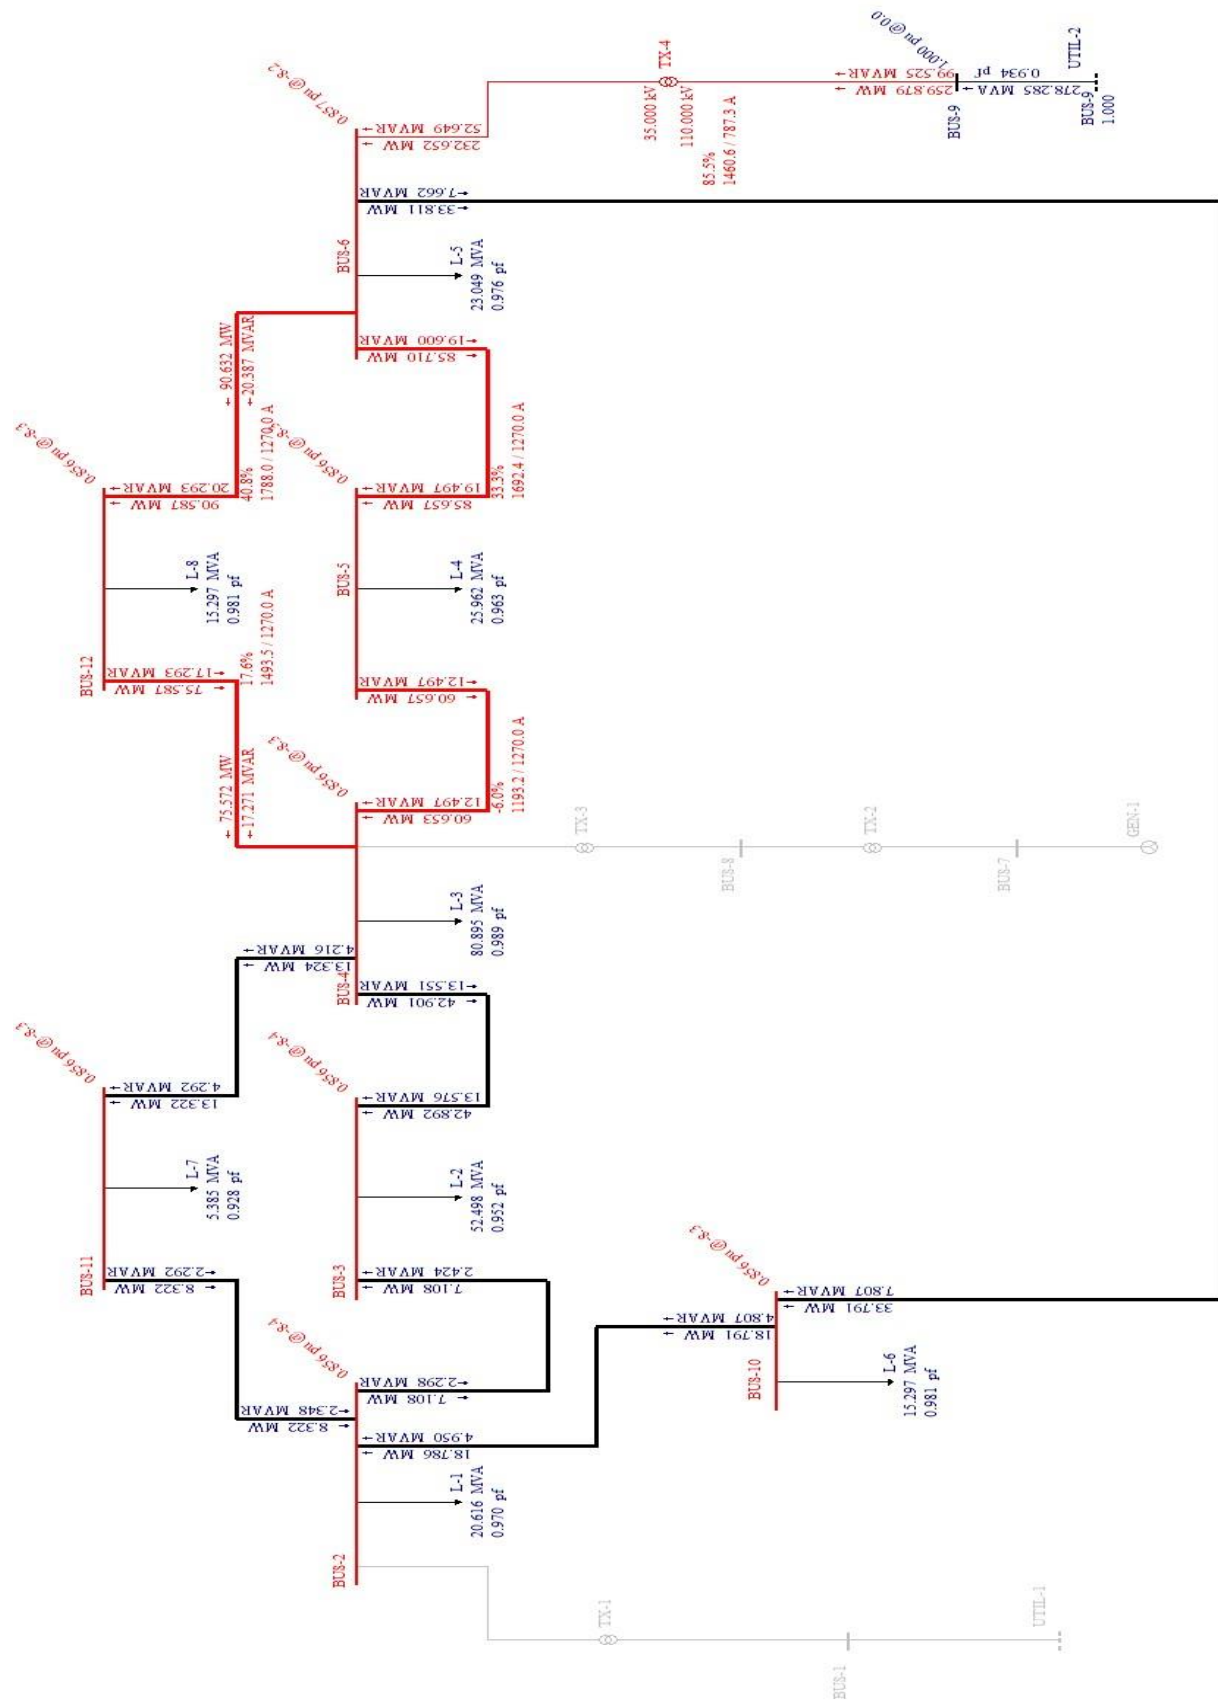 0.857 pu @-8.2
232.652 MW
52.649 MVAR
TX-4
35.000 kV
110.000 kV
85.5%
1460.6 / 787.3 A
259.879 MW
99.525 MVAR
1.000 pu @0.0
BUS-9
278.285 MVA
0.934 pf
UTIL-2
BUS-9
1.000
33.811 MW
7.662 MVAR
BUS-6
L-5
23.049 MVA
0.976 pf
85.710 MW
19.600 MVAR
90.632 MW
20.387 MVAR
33.3%
1692.4 / 1270.0 A
0.856 pu @-8.3
90.587 MW
20.293 MVAR
40.8%
1788.0 / 1270.0 A
85.657 MW
19.497 MVAR
BUS-5
L-4
25.962 MVA
0.963 pf
L-8
15.297 MVA
0.981 pf
BUS-12
75.587 MW
17.293 MVAR
17.6%
1493.5 / 1270.0 A
60.657 MW
12.497 MVAR
-6.0%
1193.2 / 1270.0 A
75.572 MW
17.271 MVAR
0.856 pu @-8.3
60.653 MW
12.497 MVAR
TX-3
BUS-8
TX-2
BUS-7
GEN-1
L-3
80.895 MVA
0.989 pf
BUS-4
13.324 MW
4.216 MVAR
42.901 MW
13.551 MVAR
0.856 pu @-8.3
13.322 MW
4.292 MVAR
0.856 pu @-8.4
42.892 MW
13.576 MVAR
L-7
5.385 MVA
0.928 pf
L-2
52.498 MVA
0.952 pf
BUS-11
8.322 MW
2.292 MVAR
BUS-3
7.108 MW
2.424 MVAR
0.856 pu @-8.4
7.108 MW
2.298 MVAR
8.322 MW
2.348 MVAR
18.786 MW
4.950 MVAR
L-1
20.616 MVA
0.970 pf
BUS-2
0.856 pu @-8.3
33.791 MW
7.807 MVAR
18.791 MW
4.807 MVAR
BUS-10
L-6
15.297 MVA
0.981 pf
TX-1
BUS-1
UTIL-1